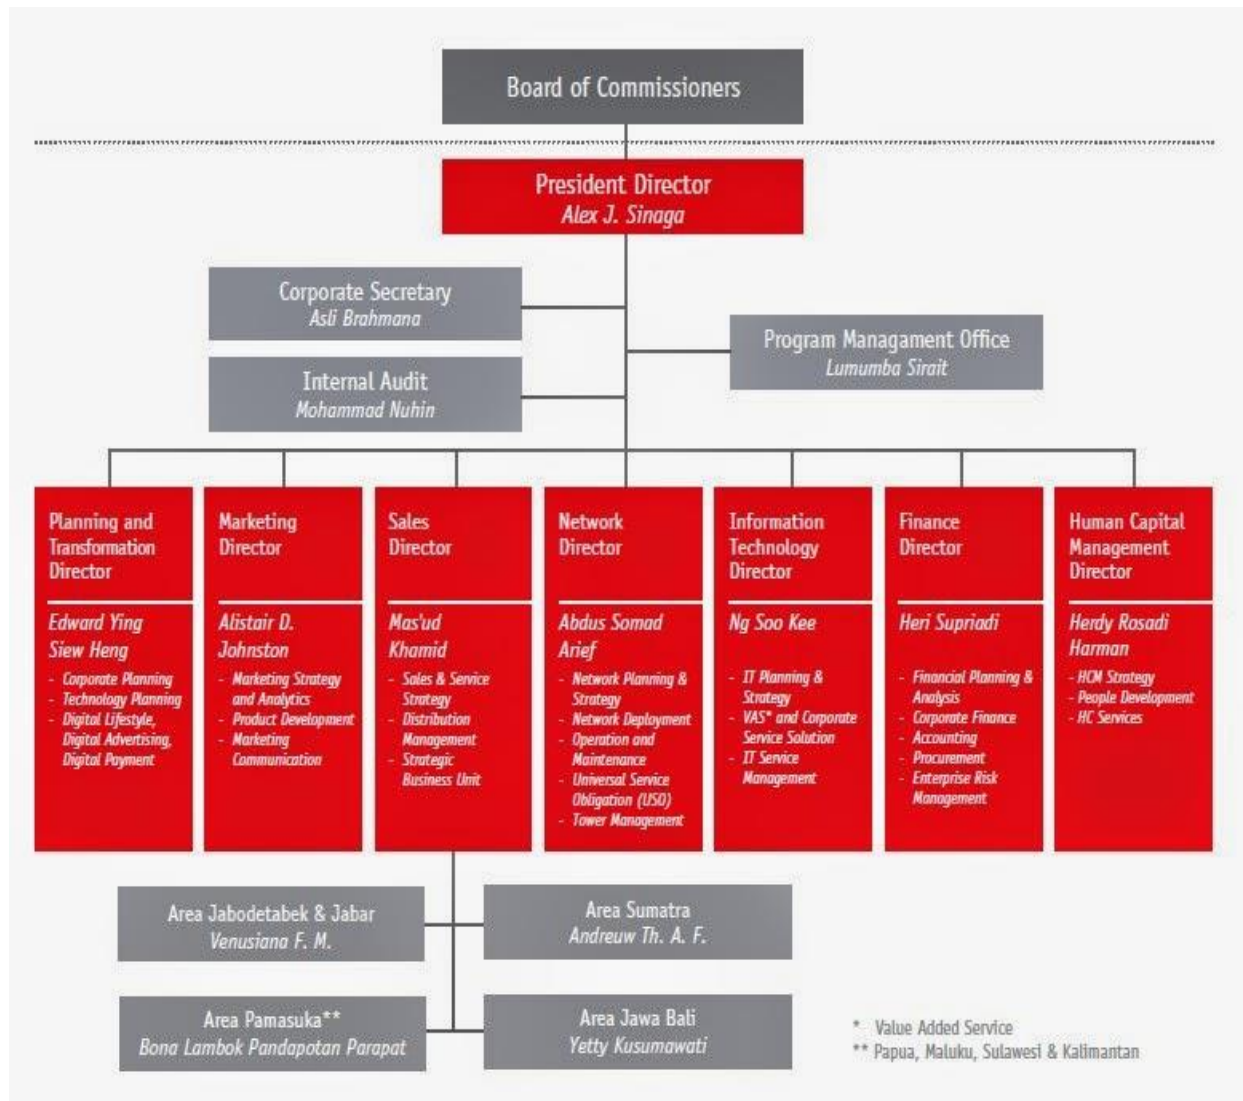 Board of Commissioners
President Director
Alex J. Sinaga
Corporate Secretary
Asli Brahmana
Program Managament Office
Lumumba Sirait
Internal Audit
Mohammad Nuhin
Planning and
Transformation
Director
Edward Ying
Siew Heng
- Corporate Planning
- Technology Planning
- Digital Lifestyle,
Digital Advertising,
Digital Payment
Marketing
Director
Alistair D.
Johnston
- Marketing Strategy
and Analytics
- Product Development
- Marketing
Communication
Sales
Director
Mas'ud
Khamid
- Sales & Service
Strategy
- Distribution
Management
- Strategic
Business Unit
Network
Director
Abdus Somad
Arief
- Network Planning &
Strategy
- Network Deployment
- Operation and
Maintenance
- Universal Service
Obligation (USO)
- Tower Management
Information
Technology
Director
Ng Soo Kee
- IT Planning &
Strategy
- VAS* and Corporate
Service Solution
- IT Service
Management
Finance
Director
Heri Supriadi
- Financial Planning &
Analysis
- Corporate Finance
- Accounting
- Procurement
- Enterprise Risk
Management
Human Capital
Management
Director
Herdy Rosadi
Harman
- HCM Strategy
- People Development
- HC Services
Area Jabodetabek & Jabar
Venusiana F. M.
Area Sumatra
Andreuw Th. A. F.
Area Pamasuka**
Bona Lambok Pandapotan Parapat
Area Jawa Bali
Yetty Kusumawati
* Value Added Service
** Papua, Maluku, Sulawesi & Kalimantan